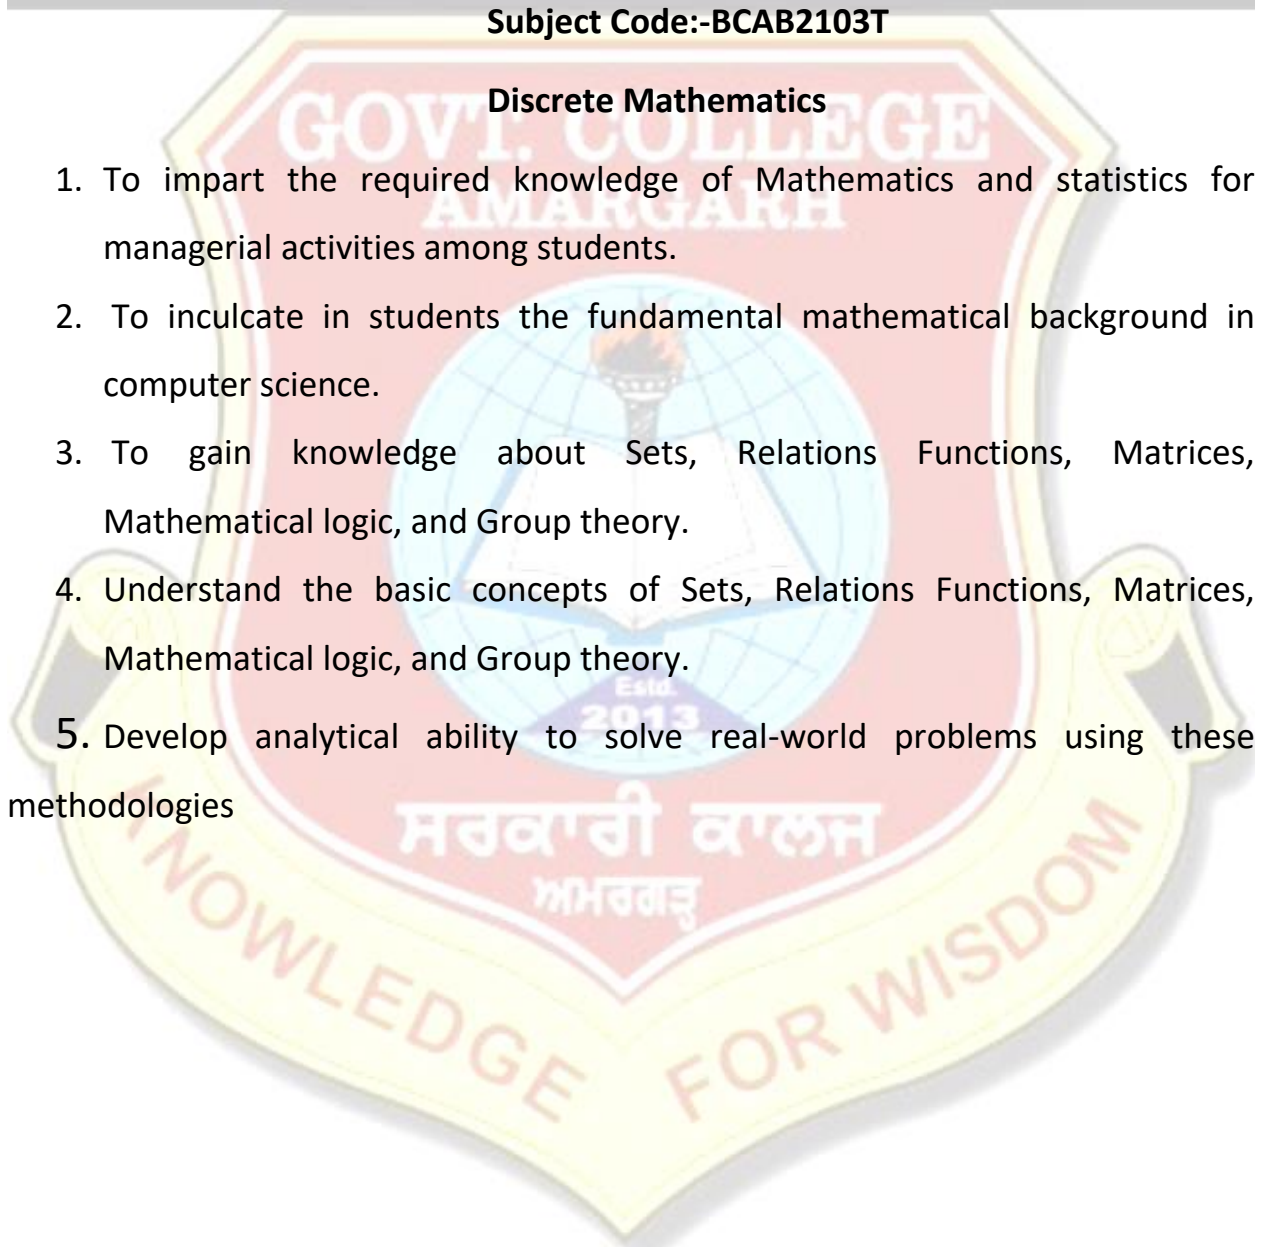 Subject Code:-BCAB2103T
Discrete Mathematics
GOVT. COLLEGE
AMARGARH
1. To impart the required knowledge of Mathematics and statistics for
managerial activities among students.
2. To inculcate in students the fundamental mathematical background in
computer science.
3. To gain knowledge about Sets, Relations Functions, Matrices,
Mathematical logic, and Group theory.
4. Understand the basic concepts of Sets, Relations Functions, Matrices,
Mathematical logic, and Group theory.
Estd.
2013
5. Develop analytical ability to solve real-world problems using these
methodologies
ਸਰਕਾਰੀ ਕਾਲਜ
ਅਮਰਗੜ੍ਹ
KNOWLEDGE FOR WISDOM